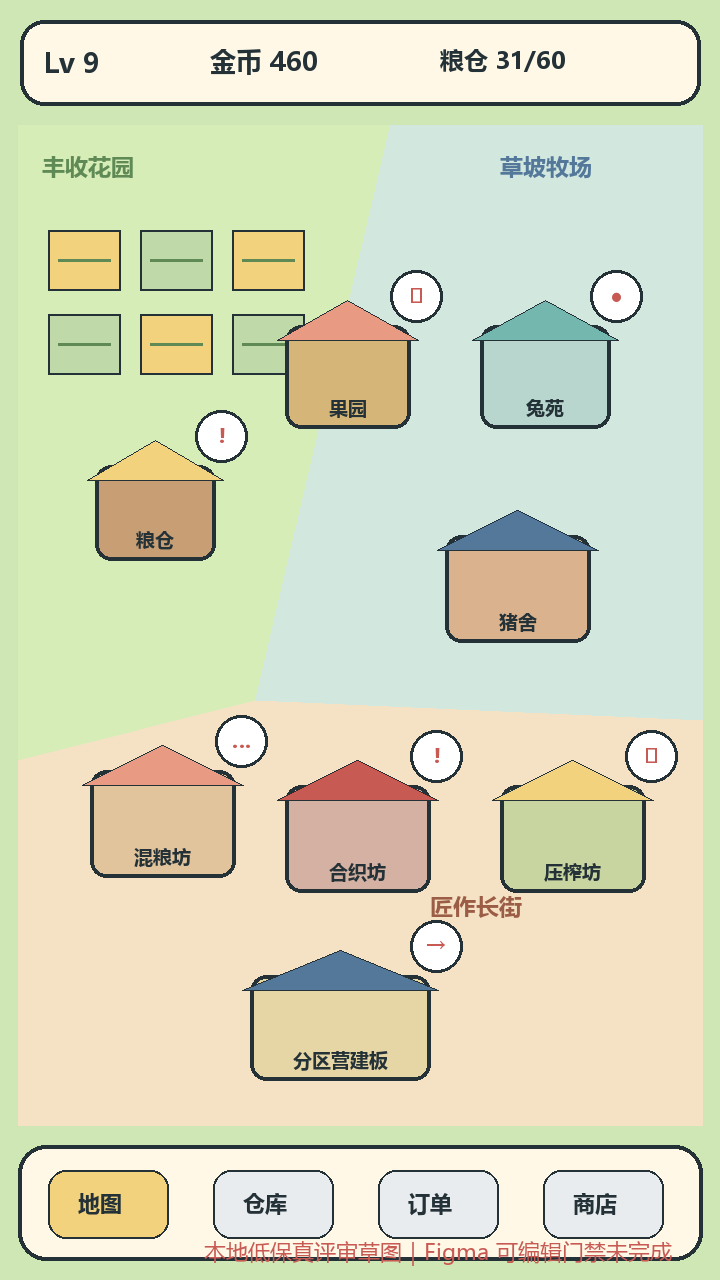 Lv 9 金币 460 粮仓 31/60
丰收花园 草坡牧场
果园 兔苑
!
粮仓
猪舍
...
!
混粮坊 合织坊 压榨坊
匠作长街
→
分区营建板
地图 仓库 订单 商店
本地低保真评审草图 | Figma 可编辑门禁未完成